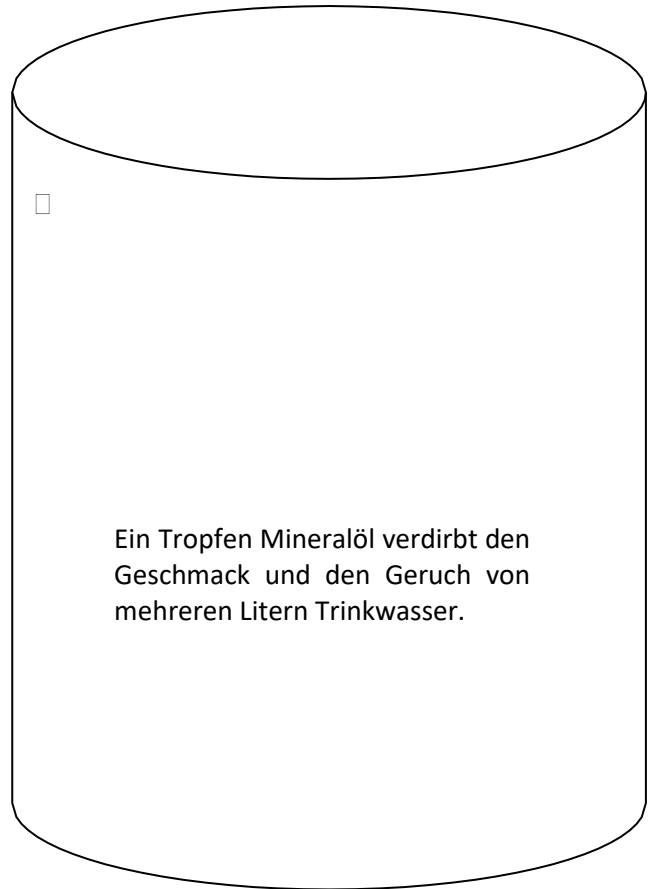 Ein Tropfen Mineralöl verdirbt den
Geschmack und den Geruch von
mehreren Litern Trinkwasser.